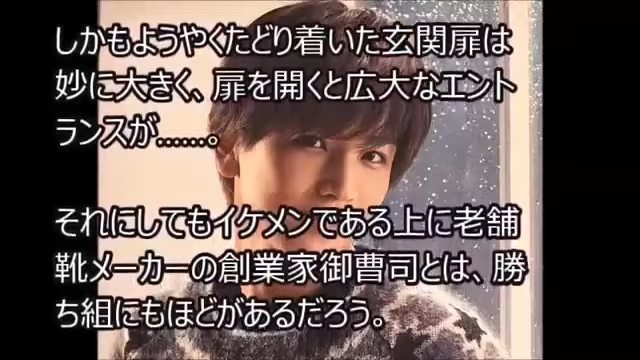 しかもようやくたどり着いた玄関扉は
妙に大きく、扉を開くと広大なエント
ランスが……。
それにしてもイケメンである上に老舗
靴メーカーの創業家御曹司とは、勝
ち組にもほどがあるだろう。